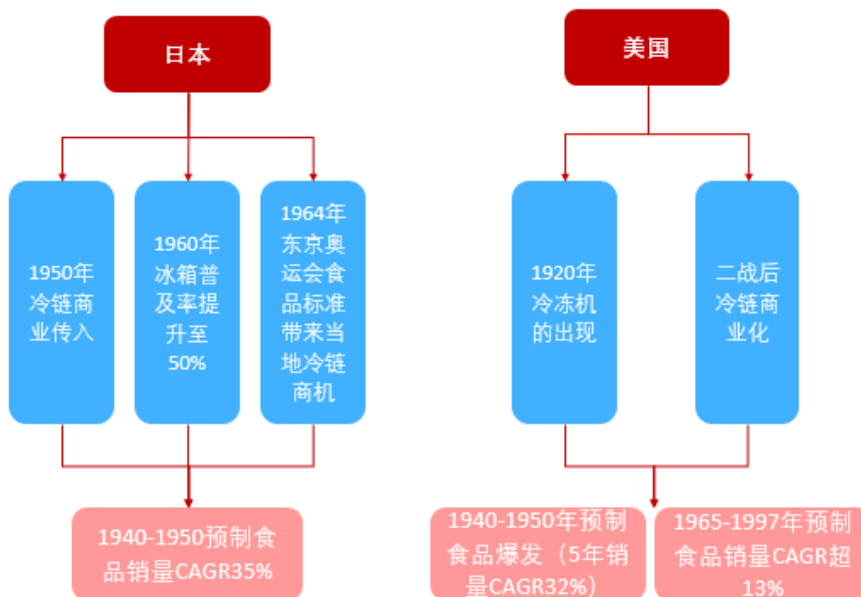 日本
美国
1950年
冷链商
业传入
1960年
冰箱普
及率提
升至
50%
1964年
东京奥
运会食
品标准
带来当
地冷链
商机
1920年
冷冻机
的出现
二战后
冷链商
业化
1940-1950预制食
品销量CAGR35%
1940-1950年预制
食品爆发（5年销
量CAGR32%）
1965-1997年预制
食品销量CAGR超
13%